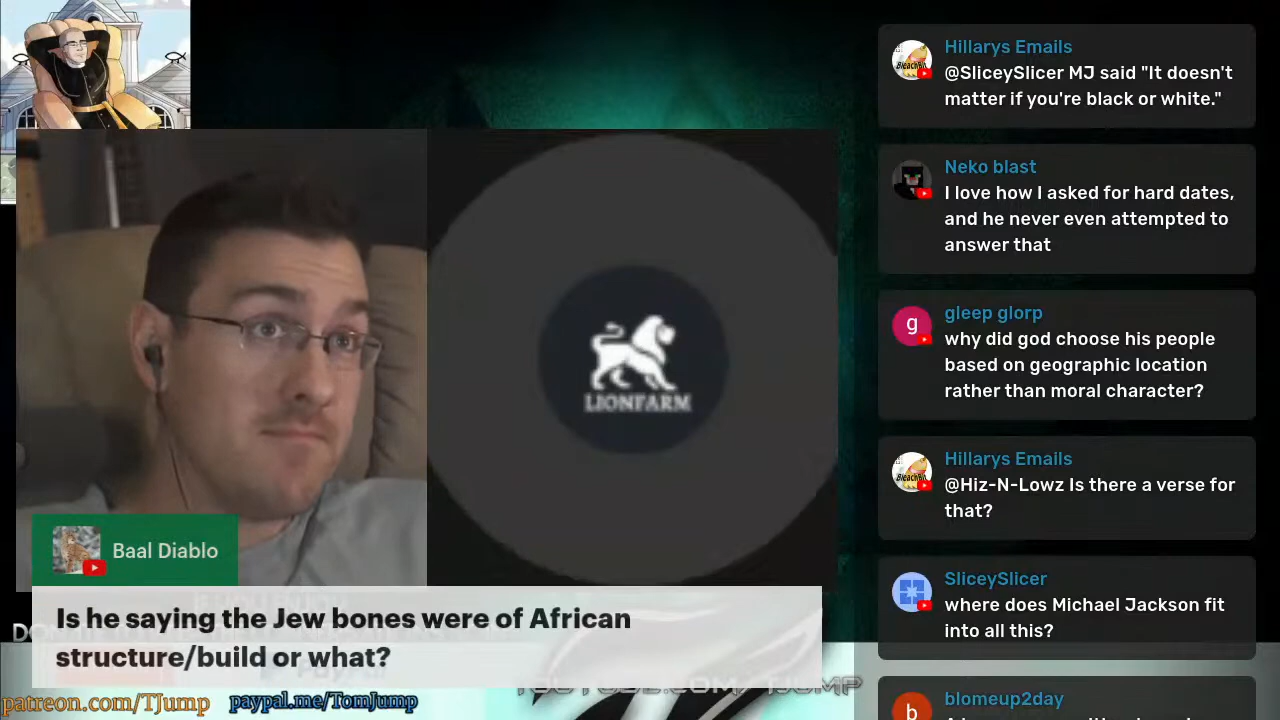 Hillarys Emails
@SliceySlicer MJ said "It doesn't
matter if you're black or white."
Neko blast
I love how I asked for hard dates,
and he never even attempted to
answer that
gleep glorp
why did god choose his people
based on geographic location
rather than moral character?
Hillarys Emails
@Hiz-N-Lowz Is there a verse for
that?
SliceySlicer
where does Michael Jackson fit
into all this?
blomeup2day
LIONFARM
Baal Diablo
Is he saying the Jew bones were of African
structure/build or what?
patreon.com/TJump
paypal.me/TomJump
YOUTUBE.COM/TJUMP